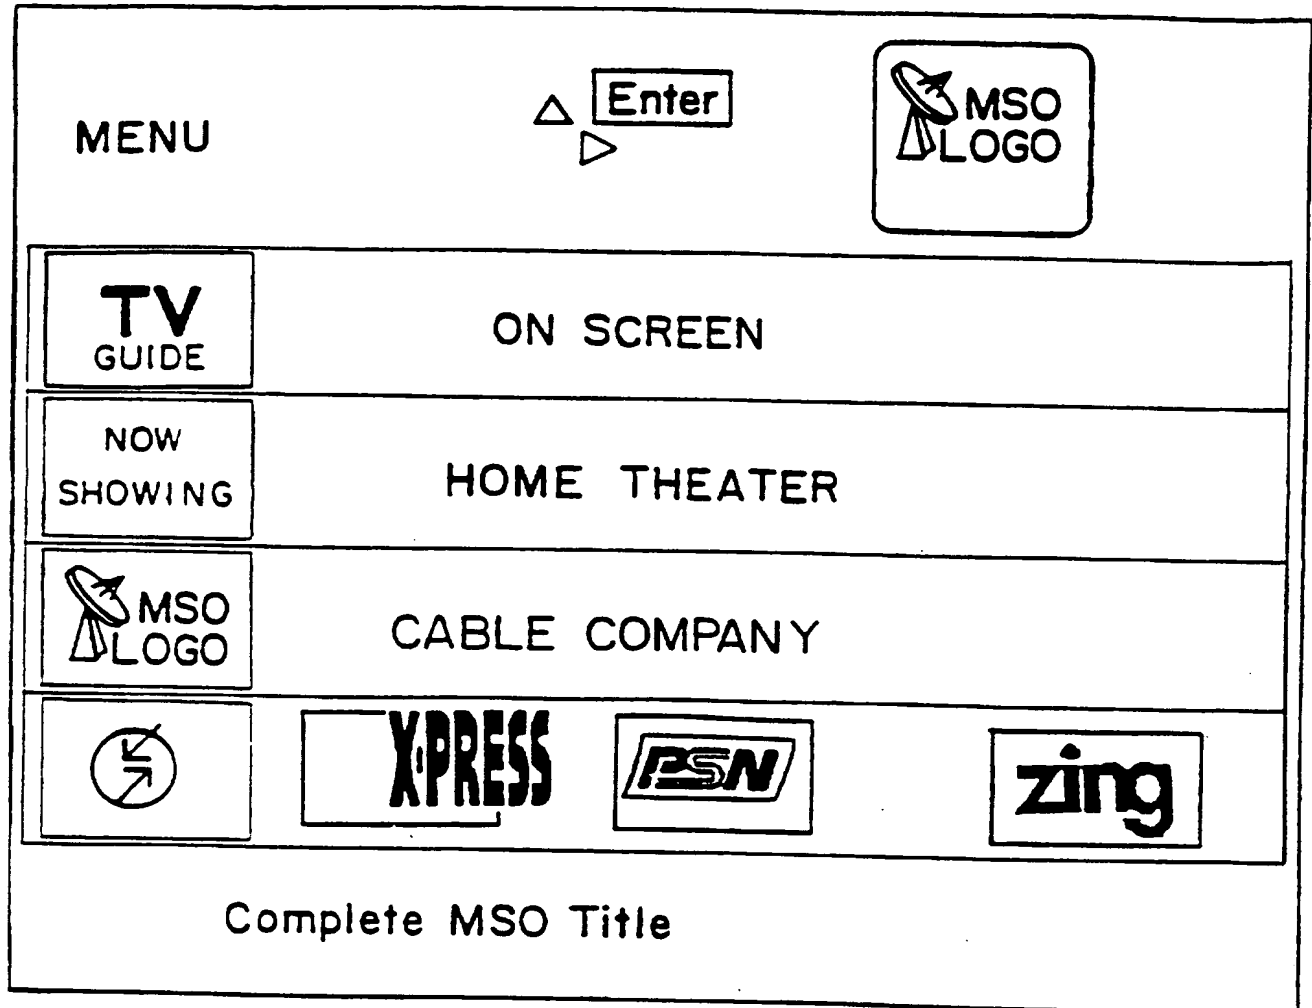 MENU
Enter
MSO
LOGO
TV
GUIDE
ON SCREEN
NOW
SHOWING
HOME THEATER
MSO
LOGO
CABLE COMPANY
X*PRESS
PSN
zing
Complete MSO Title